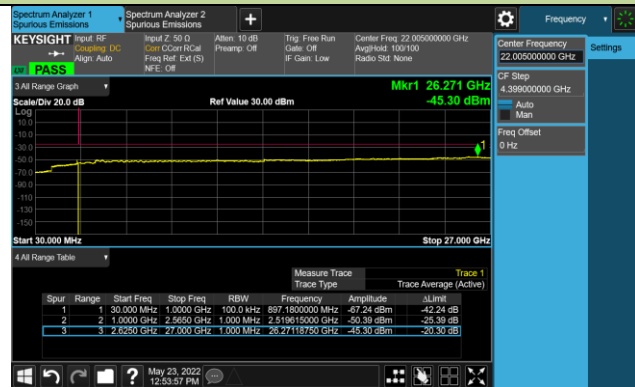 Spectrum Analyzer 1
Spurious Emissions
Spectrum Analyzer 2
Spurious Emissions
+
Frequency
KEYSIGHT
Input: RF
Coupling: DC
Align: Auto
Input Z: 50 Ω
Corr CCorr RCal
Freq Ref: Ext (S)
NFE: Off
Atten: 10 dB
Preamp: Off
Trig: Free Run
Gate: Off
IF Gain: Low
Center Freq: 22.005000000 GHz
Avg|Hold: 100/100
Radio Std: None
PASS
Center Frequency
22.005000000 GHz
Settings
CF Step
4.399000000 GHz
Auto
Man
Freq Offset
0 Hz
3 All Range Graph
Mkr1 26.271 GHz
Scale/Div 20.0 dB
Ref Value 30.00 dBm
-45.30 dBm
Log
10.0
-10.0
-30.0
-50.0
-70.0
-90.0
-110
-130
-150
1
Start 30.000 MHz
Stop 27.000 GHz
4 All Range Table
Measure Trace Trace 1
Trace Type Trace Average (Active)
Spur Range Start Freq Stop Freq RBW Frequency Amplitude ΔLimit
1 1 30.000 MHz 1.0000 GHz 100.0 kHz 897.1800000 MHz -67.24 dBm -42.24 dB
2 2 1.0000 GHz 2.5650 GHz 1.000 MHz 2.519615000 GHz -50.39 dBm -25.39 dB
3 3 2.6250 GHz 27.000 GHz 1.000 MHz 26.27118750 GHz -45.30 dBm -20.30 dB
?
May 23, 2022
12:53:57 PM